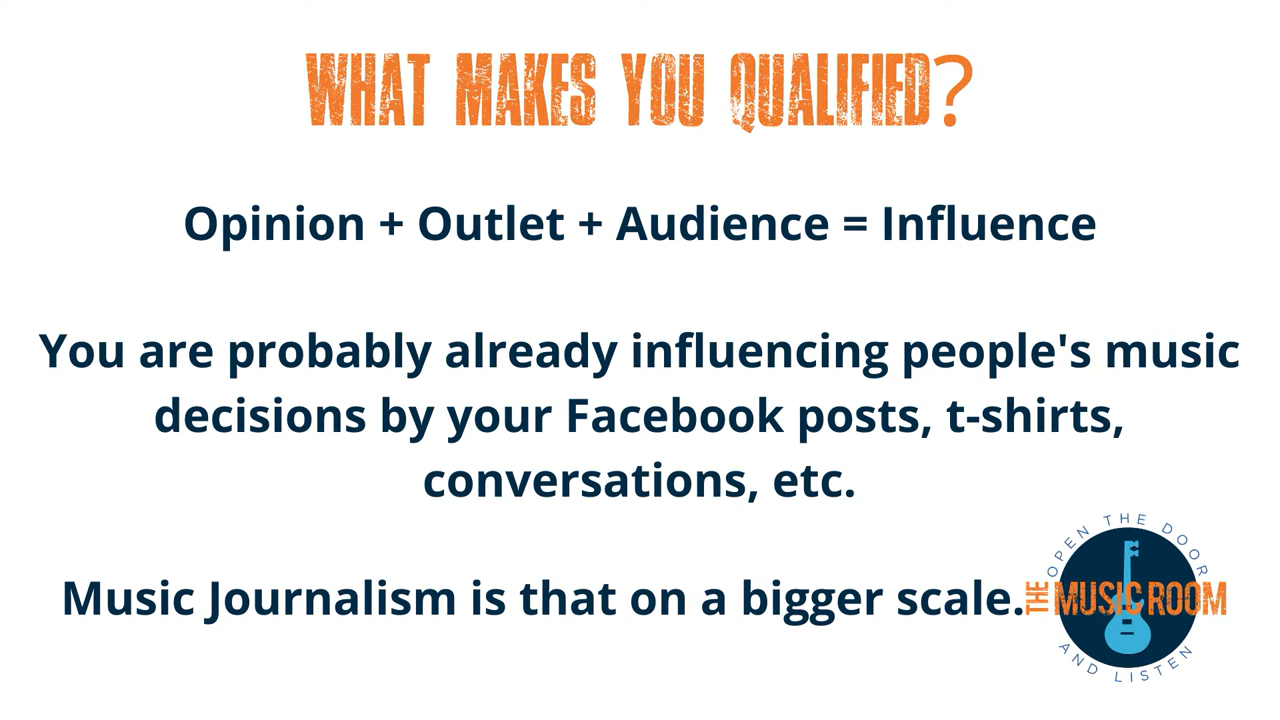 WHAT MAKES YOU QUALIFIED?
Opinion + Outlet + Audience = Influence
You are probably already influencing people's music
decisions by your Facebook posts, t-shirts,
conversations, etc.
Music Journalism is that on a bigger scale.
OPEN THE DOOR
THE MUSIC ROOM
AND LISTEN